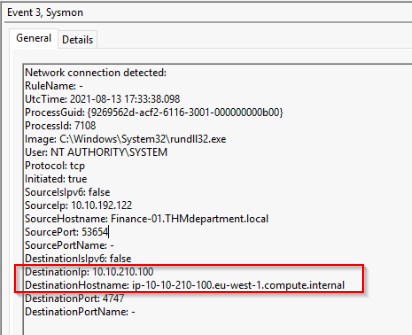 Event 3, Sysmon
General Details
Network connection detected:
RuleName: -
UtcTime: 2021-08-13 17:33:38.098
ProcessGuid: {9269562d-acf2-6116-3001-000000000b00}
ProcessId: 7108
Image: C:\Windows\System32\rundll32.exe
User: NT AUTHORITY\SYSTEM
Protocol: tcp
Initiated: true
SourceIsIpv6: false
SourceIp: 10.10.192.122
SourceHostname: Finance-01.THMdepartment.local
SourcePort: 53654
SourcePortName: -
DestinationIsIpv6: false
DestinationIp: 10.10.210.100
DestinationHostname: ip-10-10-210-100.eu-west-1.compute.internal
DestinationPort: 4747
DestinationPortName: -